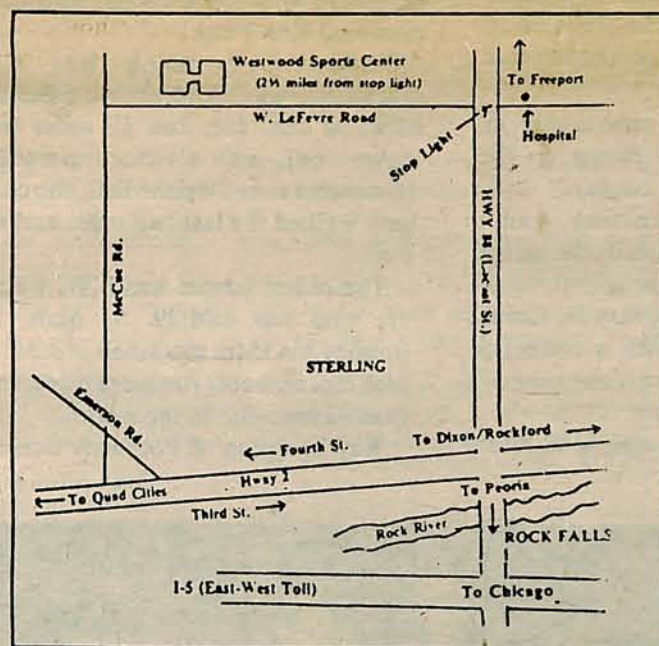 Westwood Sports Center
(2½ miles from stop light)
To Freeport
W. LeFevre Road
Hospital
Stop Light
McCue Rd.
HWY 88 (Locust St.)
STERLING
Emerson Rd.
Fourth St.
To Dixon/Rockford
Hway 2
To Quad Cities
Third St.
To Peoria
Rock River
ROCK FALLS
I-5 (East-West Toll)
To Chicago